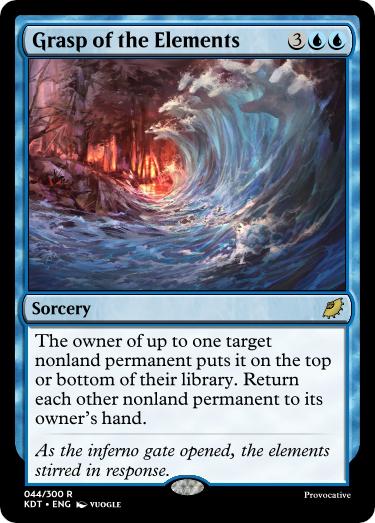 Grasp of the Elements 3
Sorcery
The owner of up to one target
nonland permanent puts it on the top
or bottom of their library. Return
each other nonland permanent to its
owner's hand.
As the inferno gate opened, the elements
stirred in response.
044/300 R
KDT • ENG VUOGLE
Provocative